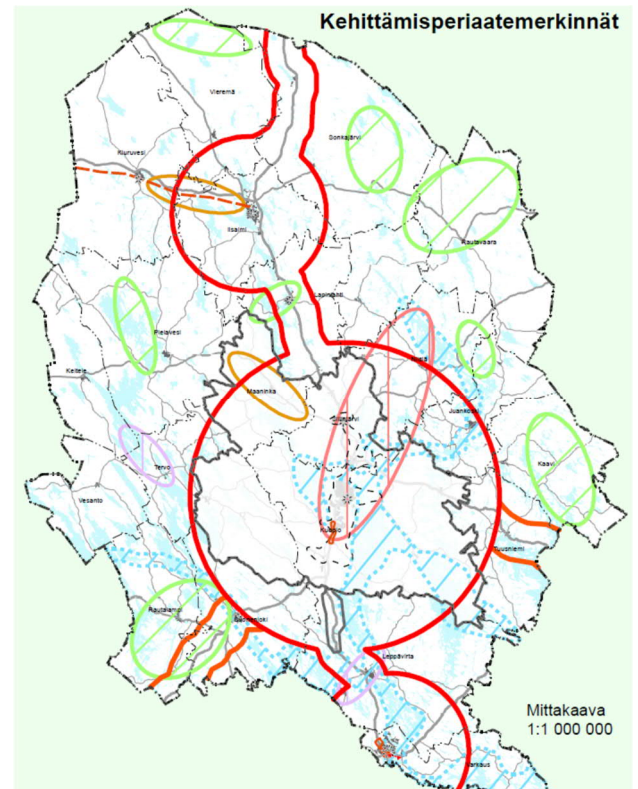 Kehittämisperiaatemerkinnät
Vieremä
Sonkajärvi
Kiuruvesi
Iisalmi
Rautavaara
Lapinlahti
Pielavesi
Keitele
Maaninka
Juankoski
Siilinjärvi
Tervo
Kaavi
Vesanto
Kuopio
Tuusniemi
Rautalampi
Suonenjoki
Leppävirta
Mittakaava
1:1 000 000
Varkaus